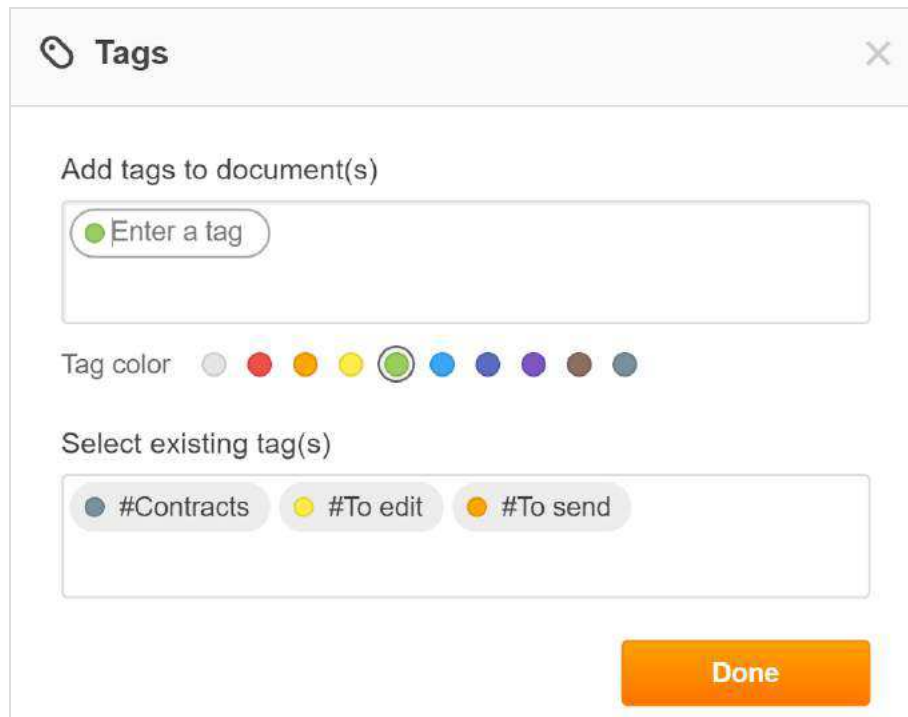 Tags
Add tags to document(s)
Enter a tag
Tag color
Select existing tag(s)
#Contracts #To edit #To send
Done